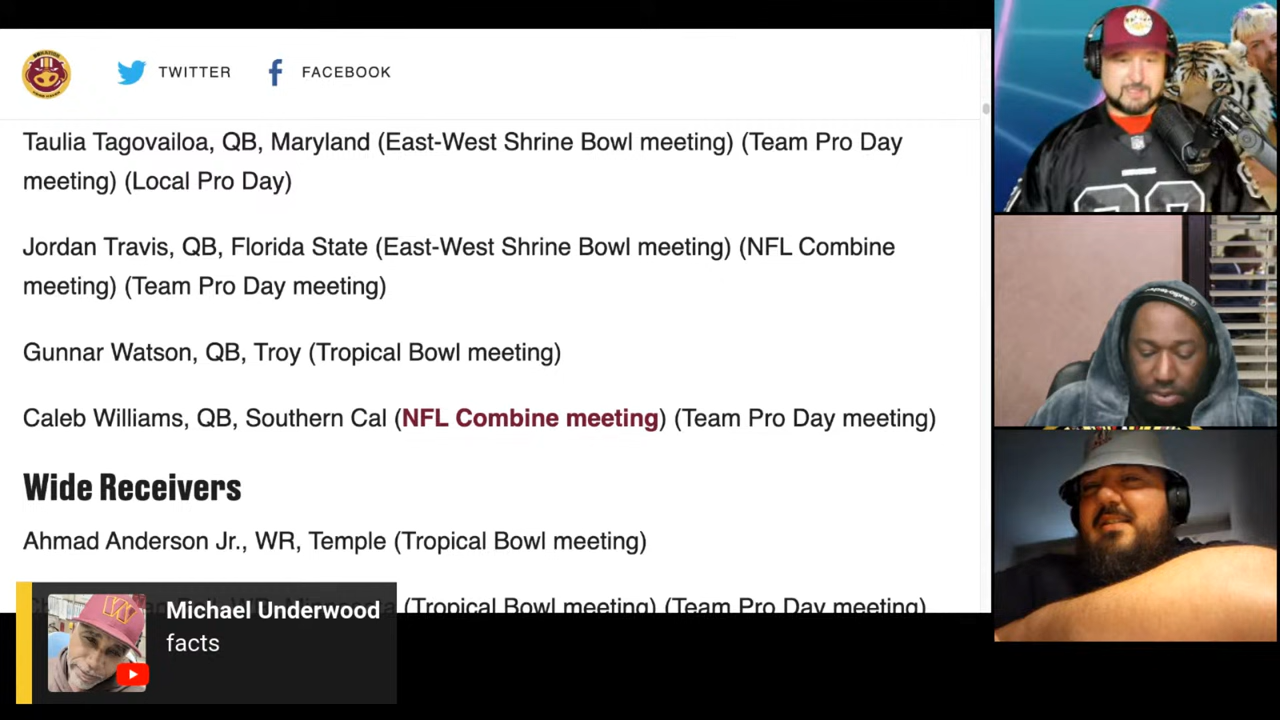 TWITTER
FACEBOOK
Taulia Tagovailoa, QB, Maryland (East-West Shrine Bowl meeting) (Team Pro Day
meeting) (Local Pro Day)
Jordan Travis, QB, Florida State (East-West Shrine Bowl meeting) (NFL Combine
meeting) (Team Pro Day meeting)
Gunnar Watson, QB, Troy (Tropical Bowl meeting)
Caleb Williams, QB, Southern Cal (NFL Combine meeting) (Team Pro Day meeting)
Wide Receivers
Ahmad Anderson Jr., WR, Temple (Tropical Bowl meeting)
(Tropical Bowl meeting) (Team Pro Day meeting)
Michael Underwood
facts